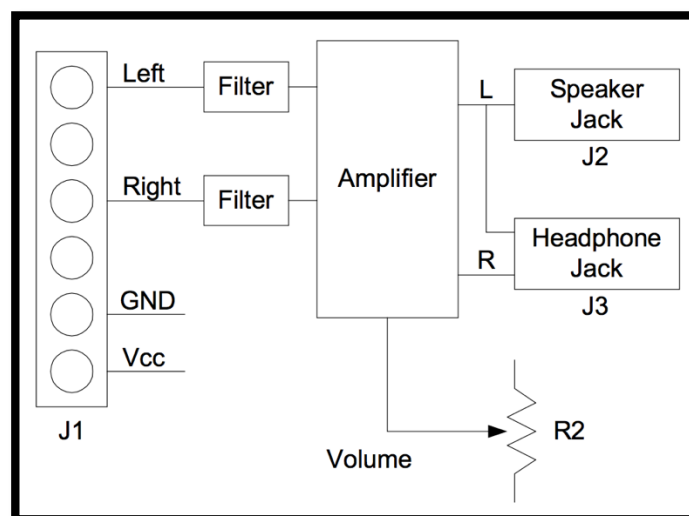 Left
Filter
Right
Filter
GND
Vcc
J1
Amplifier
L
R
Speaker
Jack
J2
Headphone
Jack
J3
Volume
R2